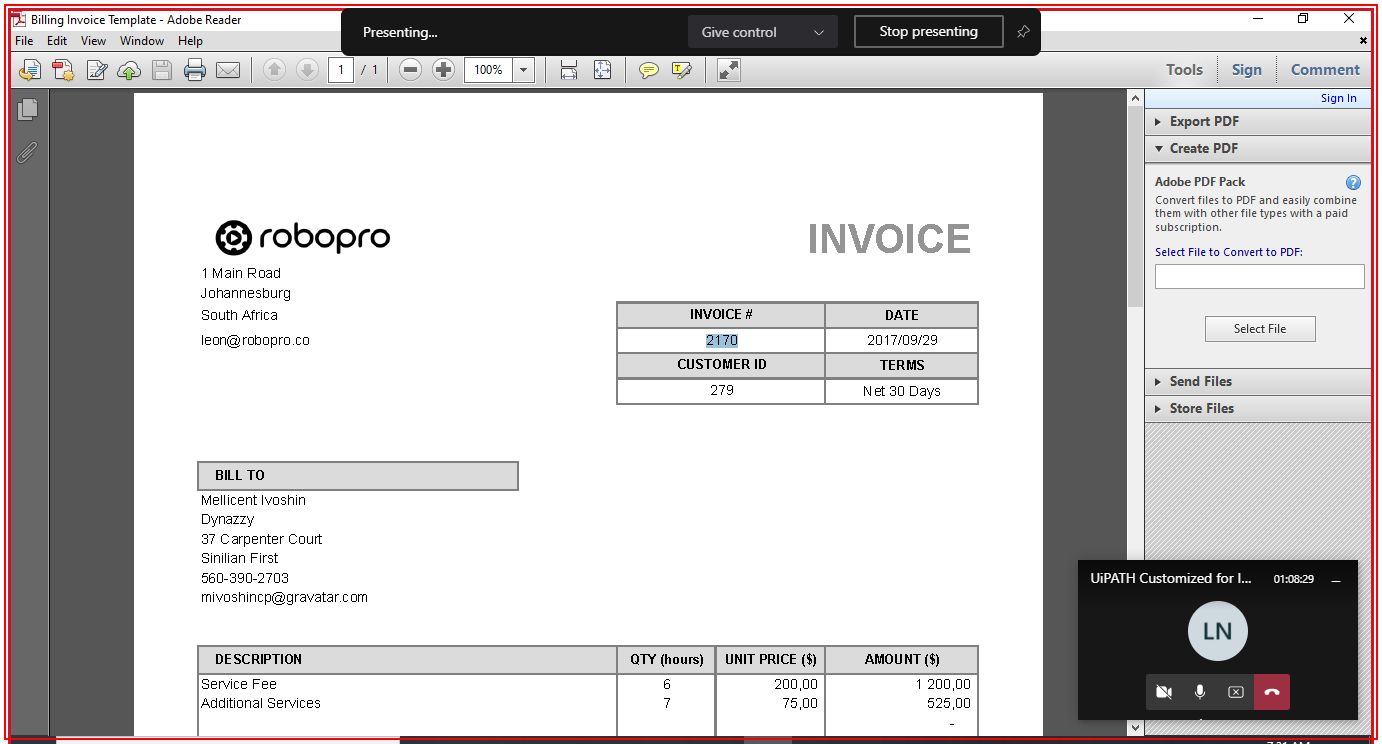 Billing Invoice Template - Adobe Reader
Presenting...
Give control
Stop presenting
File Edit View Window Help
1 / 1
100%
Tools Sign Comment
Sign In
Export PDF
Create PDF
Adobe PDF Pack
Convert files to PDF and easily combine
them with other file types with a paid
subscription.
Select File to Convert to PDF:
Select File
Send Files
Store Files
robopro
INVOICE
1 Main Road
Johannesburg
South Africa
leon@robopro.co
INVOICE # DATE
2170 2017/09/29
CUSTOMER ID TERMS
279 Net 30 Days
BILL TO
Mellicent Ivoshin
Dynazzy
37 Carpenter Court
Sinilian First
560-390-2703
mivoshincp@gravatar.com
DESCRIPTION QTY (hours) UNIT PRICE ($) AMOUNT ($)
Service Fee 6 200,00 1 200,00
Additional Services 7 75,00 525,00
-
UiPATH Customized for I... 01:08:29
LN